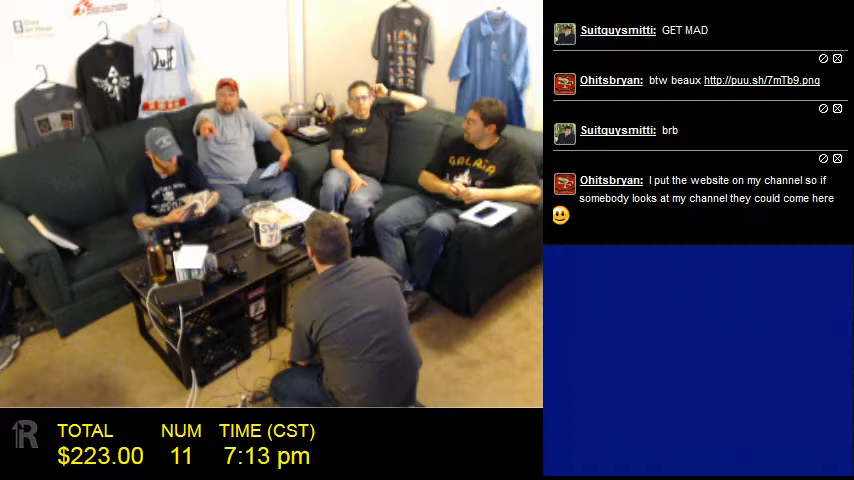 Suitguysmitti: GET MAD
Ohitsbryan: btw beaux http://puu.sh/7mTb9.png
Suitguysmitti: brb
Ohitsbryan: I put the website on my channel so if
somebody looks at my channel they could come here
Duff
GALAGA
R
TOTAL NUM TIME (CST)
$223.00 11 7:13 pm